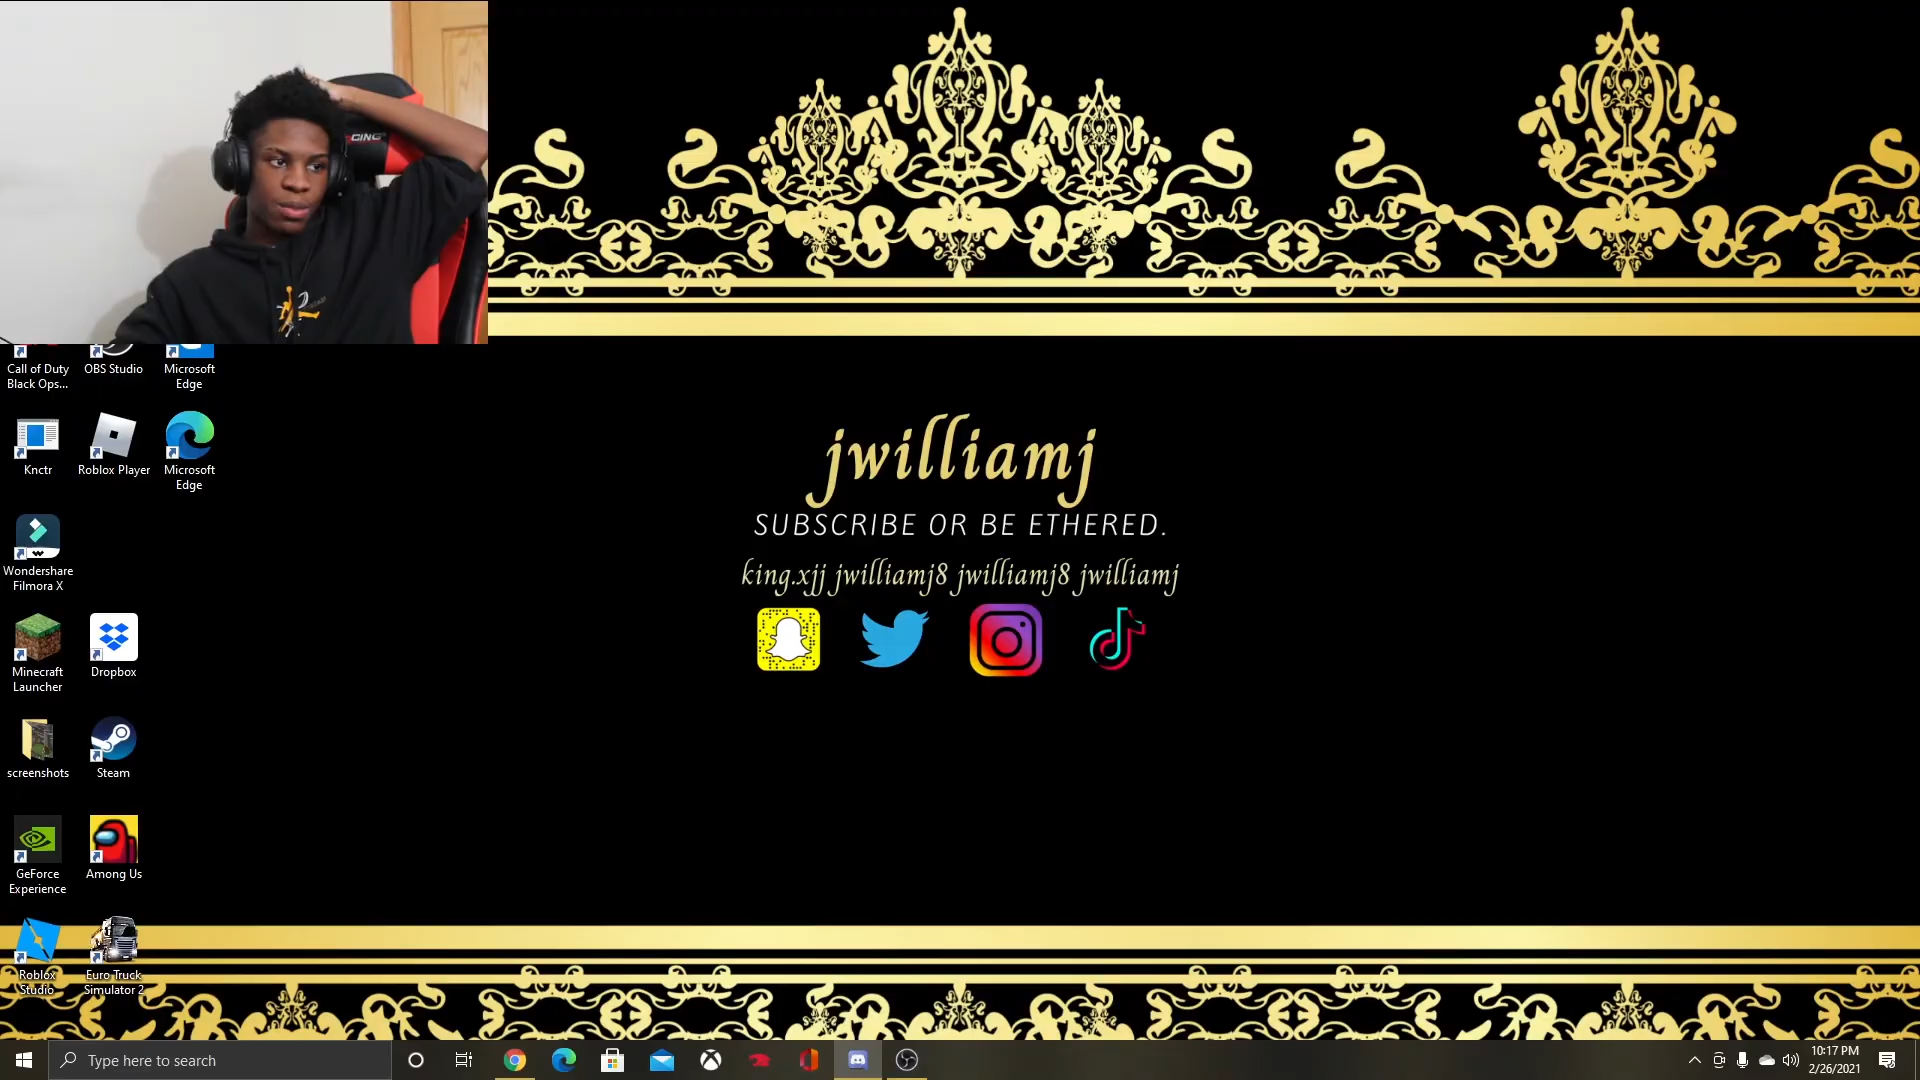 CING
Call of Duty
Black Ops...
OBS Studio
Microsoft
Edge
Knctr
Roblox Player
Microsoft
Edge
Wondershare
Filmora X
Minecraft
Launcher
Dropbox
screenshots
Steam
GeForce
Experience
Among Us
Roblox
Studio
Euro Truck
Simulator 2
jwilliamj
SUBSCRIBE OR BE ETHERED.
king.xjj jwilliamj8 jwilliamj8 jwilliamj
Type here to search
10:17 PM
2/26/2021